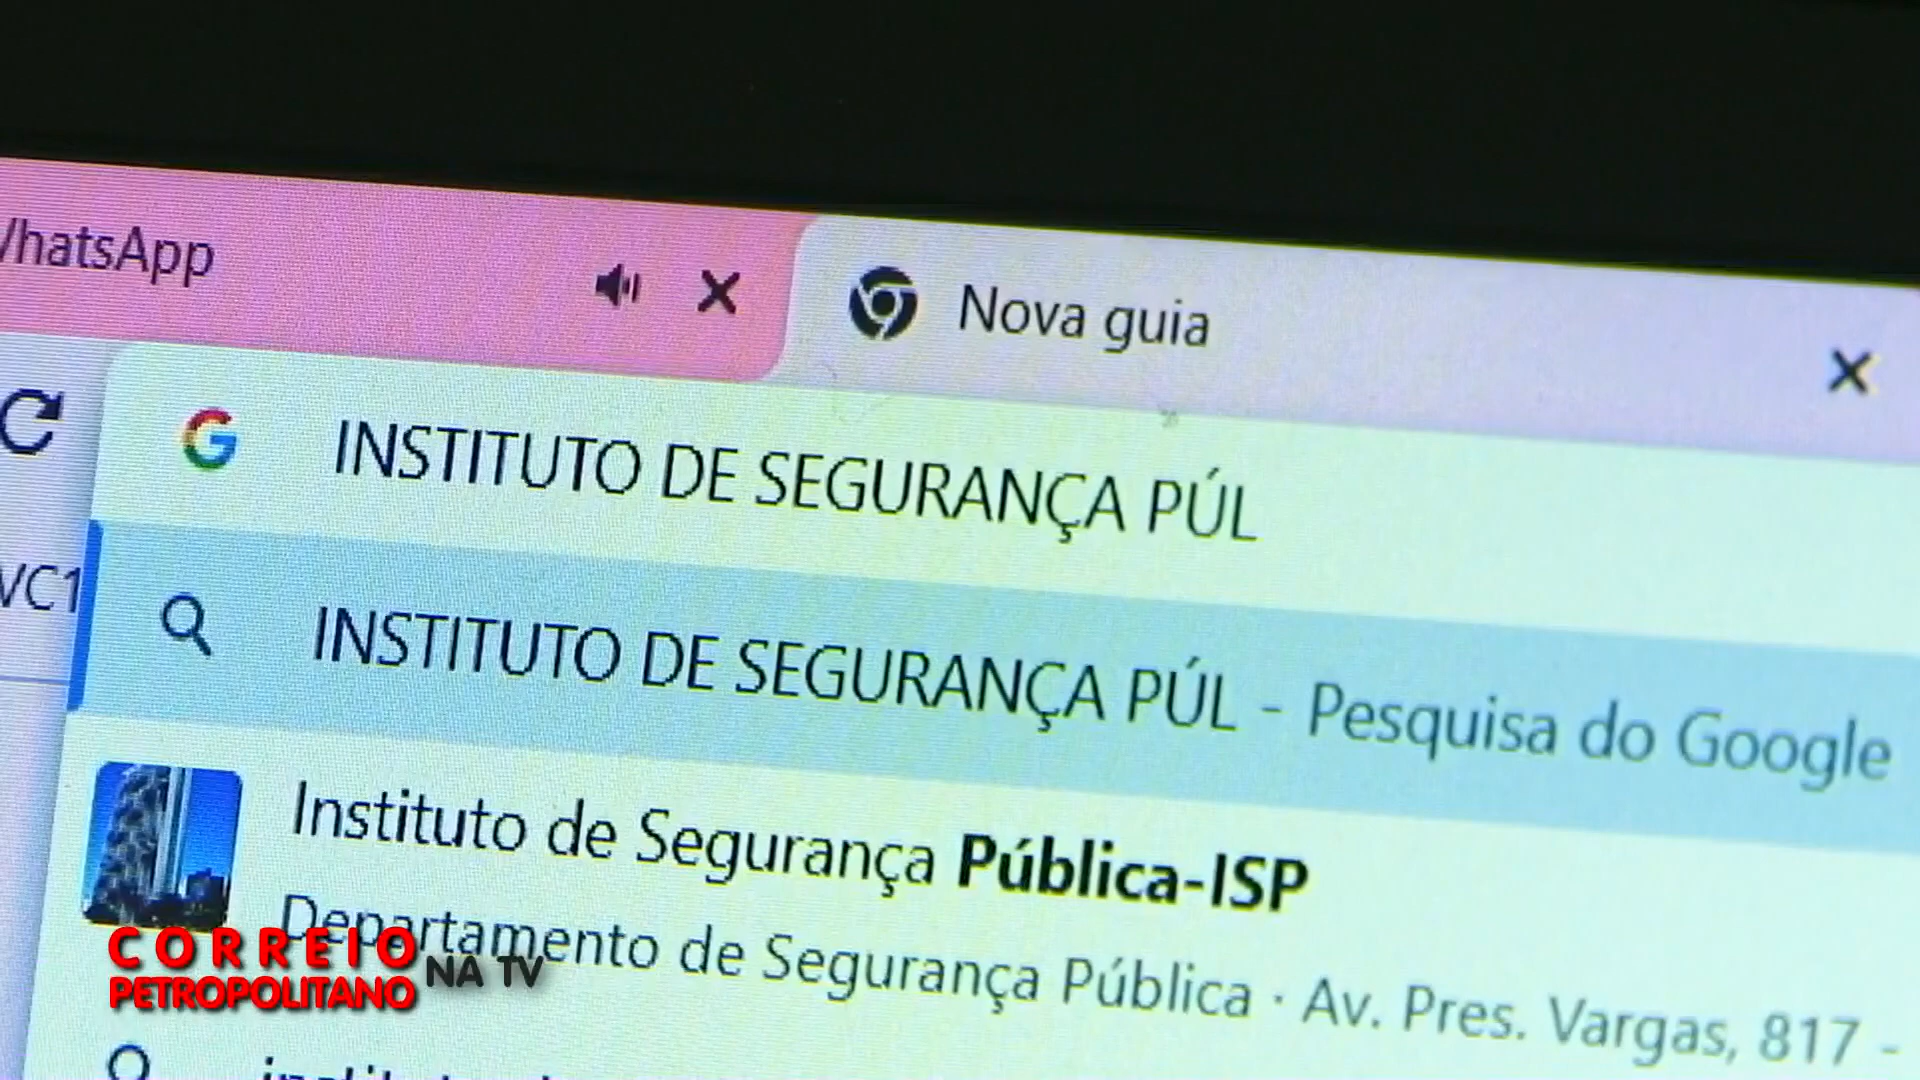 WhatsApp
Nova guia
INSTITUTO DE SEGURANÇA PÚL
VC1
INSTITUTO DE SEGURANÇA PÚL - Pesquisa do Google
Instituto de Segurança Pública-ISP
Departamento de Segurança Pública · Av. Pres. Vargas, 817 -
CORREIO
PETROPOLITANO
NA TV